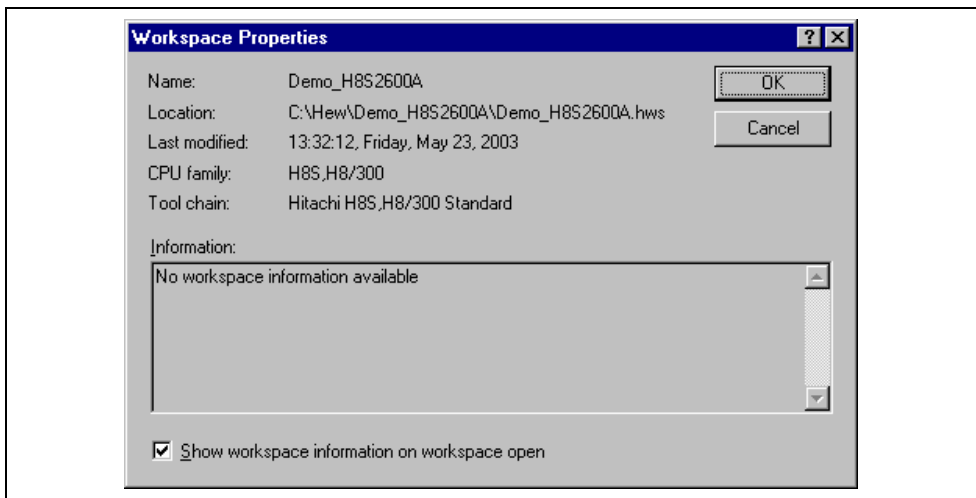 Workspace Properties
Name: Demo_H8S2600A
Location: C:\Hew\Demo_H8S2600A\Demo_H8S2600A.hws
Last modified: 13:32:12, Friday, May 23, 2003
CPU family: H8S,H8/300
Tool chain: Hitachi H8S,H8/300 Standard
OK
Cancel
Information:
No workspace information available
Show workspace information on workspace open